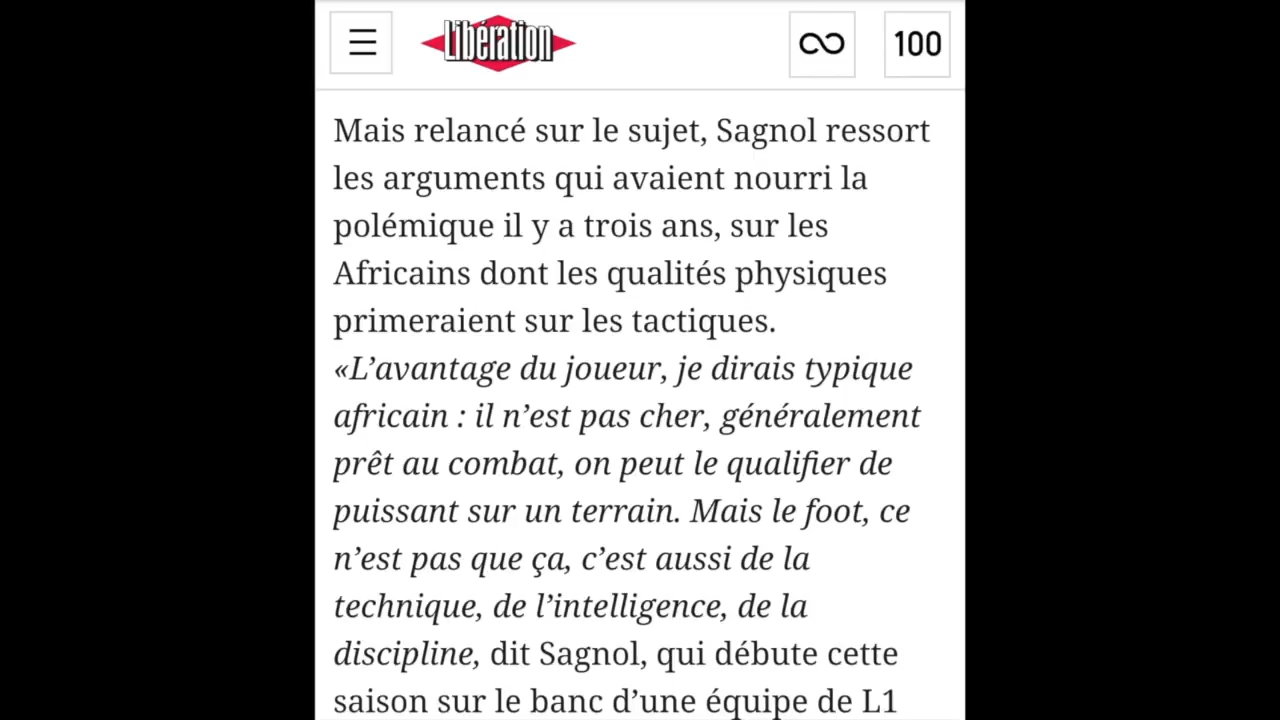 Libération
100
Mais relancé sur le sujet, Sagnol ressort
les arguments qui avaient nourri la
polémique il y a trois ans, sur les
Africains dont les qualités physiques
primeraient sur les tactiques.
«L’avantage du joueur, je dirais typique
africain : il n’est pas cher, généralement
prêt au combat, on peut le qualifier de
puissant sur un terrain. Mais le foot, ce
n’est pas que ça, c’est aussi de la
technique, de l’intelligence, de la
discipline, dit Sagnol, qui débute cette
saison sur le banc d’une équipe de L1